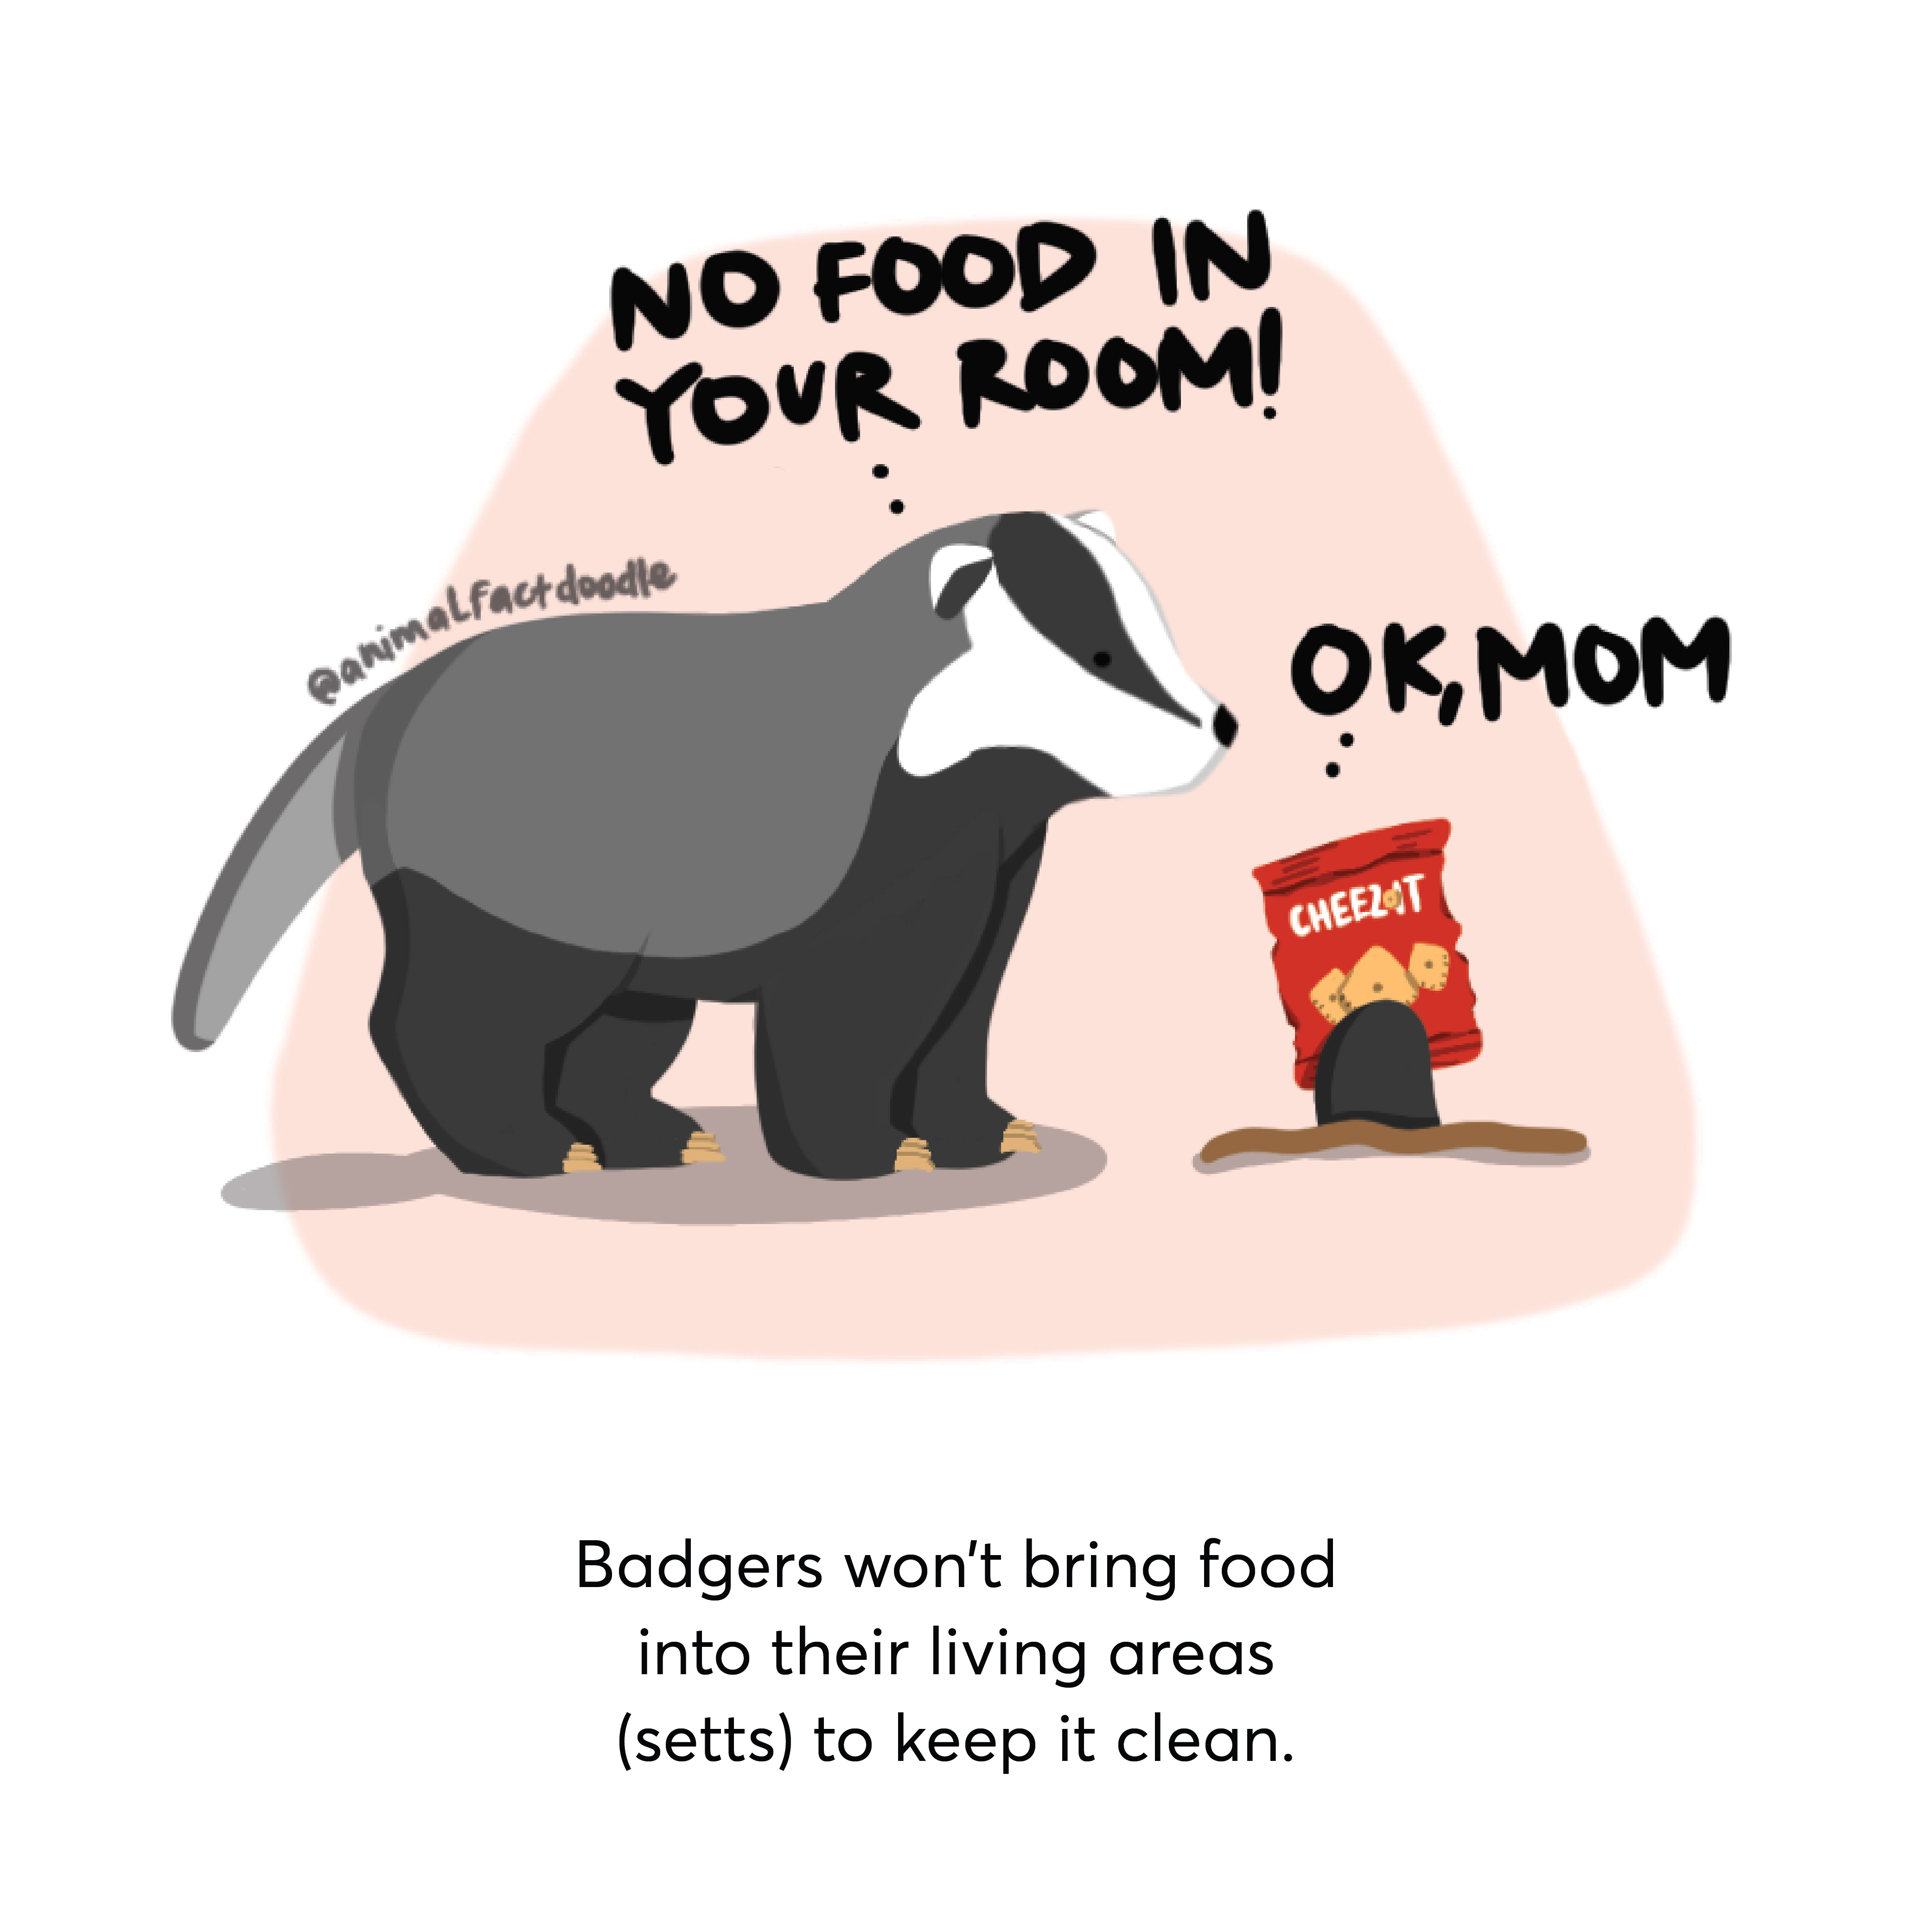 NO FOOD IN
YOUR ROOM!
@animalfactdoodle
OK, MOM
CHEEZ IT
Badgers won't bring food
into their living areas
(setts) to keep it clean.